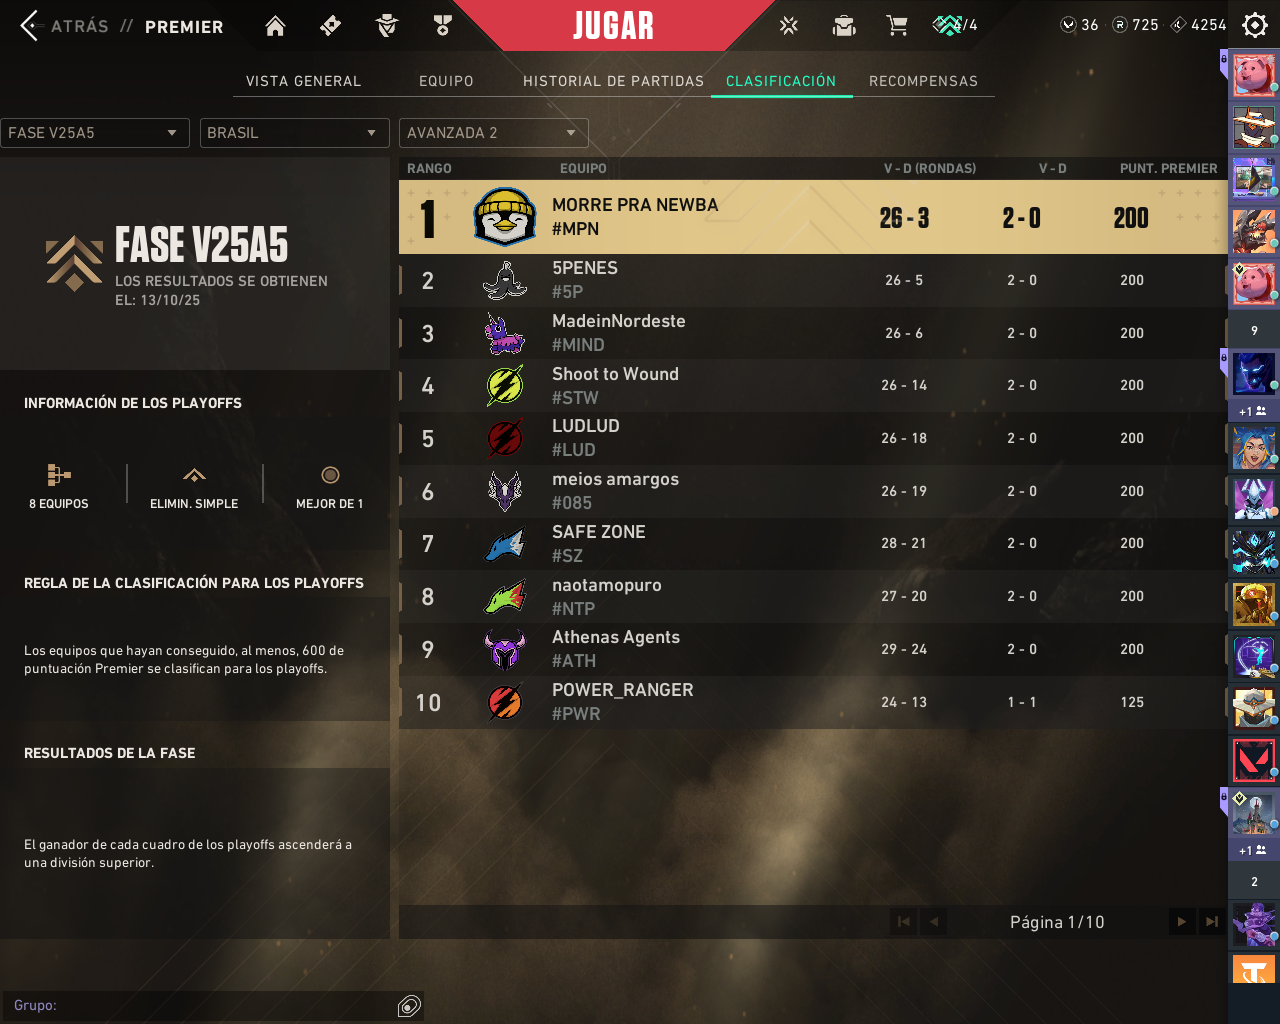 ATRÁS // PREMIER
JUGAR
4/4
36
725
4254
VISTA GENERAL
EQUIPO
HISTORIAL DE PARTIDAS
CLASIFICACIÓN
RECOMPENSAS
FASE V25A5
BRASIL
AVANZADA 2
FASE V25A5
LOS RESULTADOS SE OBTIENEN
EL: 13/10/25
INFORMACIÓN DE LOS PLAYOFFS
8 EQUIPOS
ELIMIN. SIMPLE
MEJOR DE 1
REGLA DE LA CLASIFICACIÓN PARA LOS PLAYOFFS
Los equipos que hayan conseguido, al menos, 600 de
puntuación Premier se clasifican para los playoffs.
RESULTADOS DE LA FASE
El ganador de cada cuadro de los playoffs ascenderá a
una división superior.
RANGO EQUIPO V - D (RONDAS) V - D PUNT. PREMIER
1 MORRE PRA NEWBA 26 - 3 2 - 0 200
#MPN
2 5PENES 26 - 5 2 - 0 200
#5P
3 MadeinNordeste 26 - 6 2 - 0 200
#MIND
4 Shoot to Wound 26 - 14 2 - 0 200
#STW
5 LUDLUD 26 - 18 2 - 0 200
#LUD
6 meios amargos 26 - 19 2 - 0 200
#085
7 SAFE ZONE 28 - 21 2 - 0 200
#SZ
8 naotamopuro 27 - 20 2 - 0 200
#NTP
9 Athenas Agents 29 - 24 2 - 0 200
#ATH
10 POWER_RANGER 24 - 13 1 - 1 125
#PWR
Página 1/10
9
+1
+1
2
Grupo: